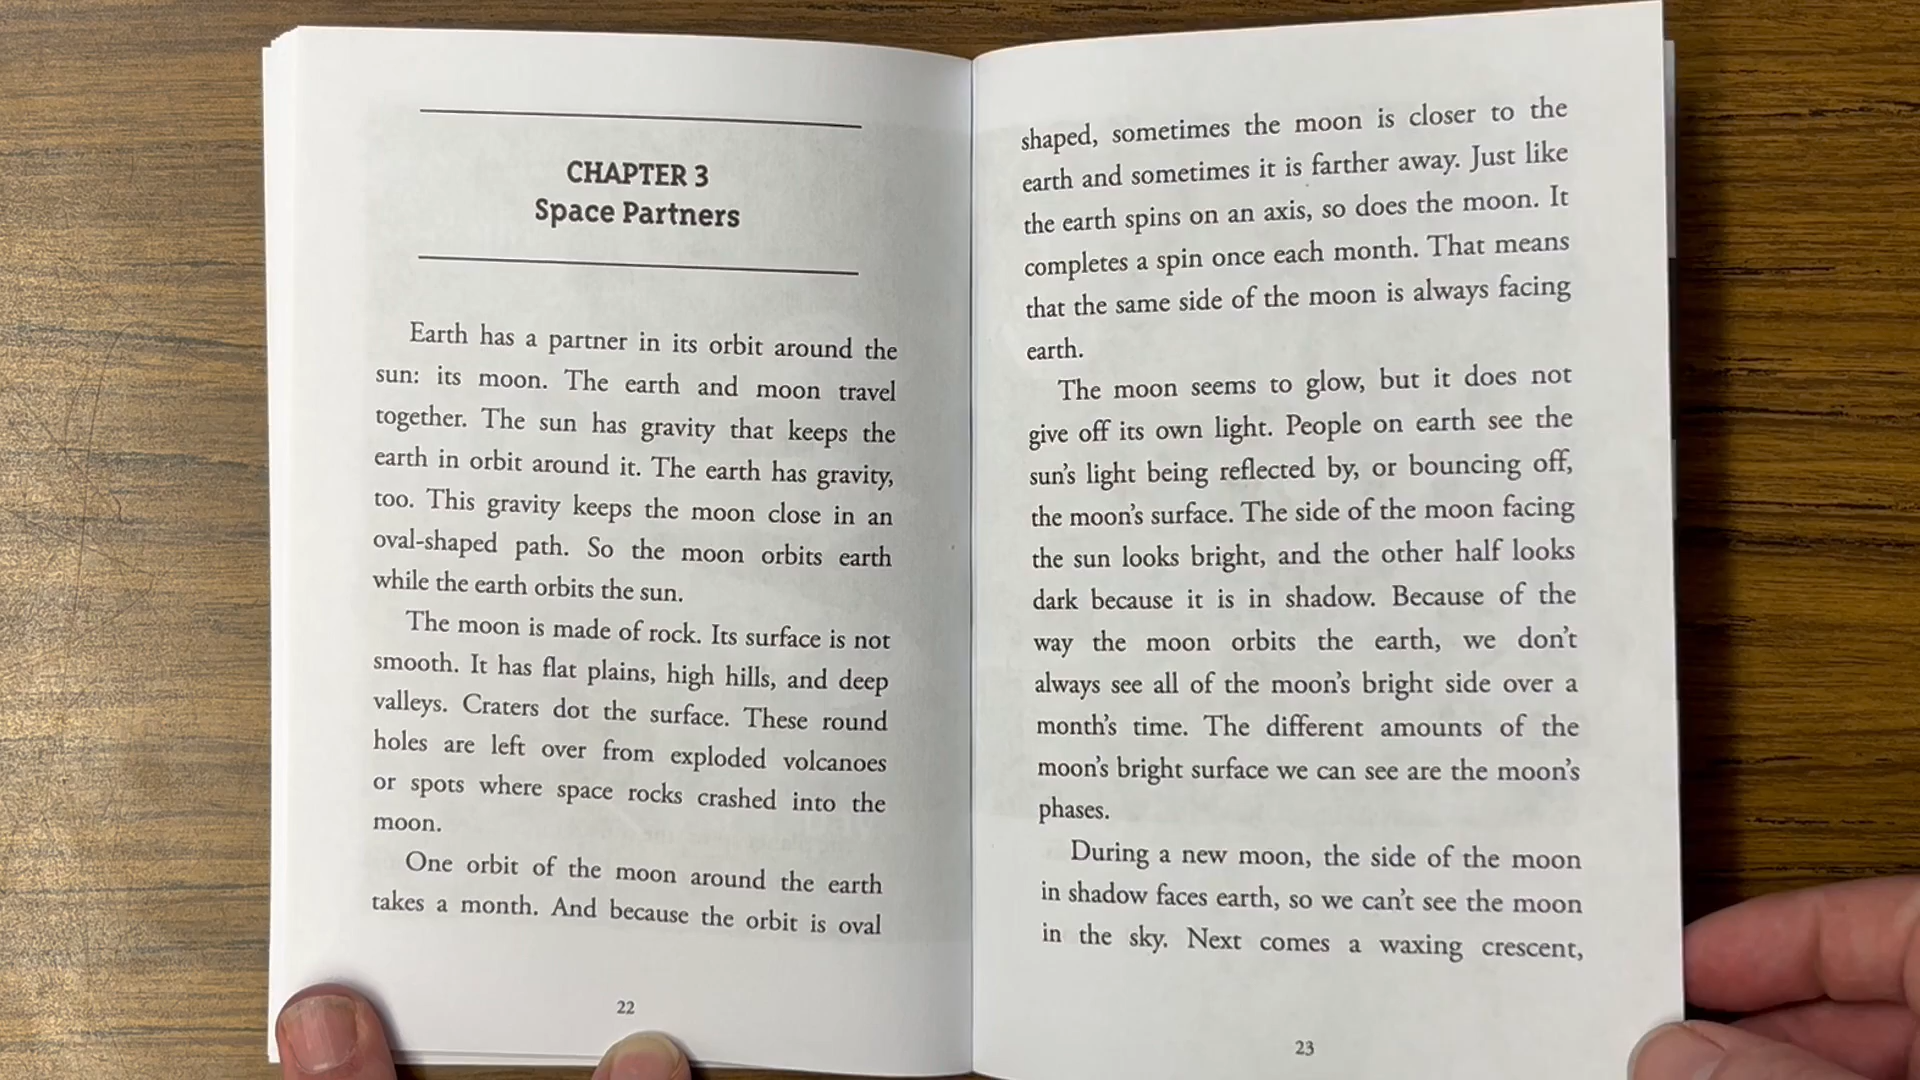 CHAPTER 3
Space Partners
Earth has a partner in its orbit around the
sun: its moon. The earth and moon travel
together. The sun has gravity that keeps the
earth in orbit around it. The earth has gravity,
too. This gravity keeps the moon close in an
oval-shaped path. So the moon orbits earth
while the earth orbits the sun.
The moon is made of rock. Its surface is not
smooth. It has flat plains, high hills, and deep
valleys. Craters dot the surface. These round
holes are left over from exploded volcanoes
or spots where space rocks crashed into the
moon.
One orbit of the moon around the earth
takes a month. And because the orbit is oval
22
shaped, sometimes the moon is closer to the
earth and sometimes it is farther away. Just like
the earth spins on an axis, so does the moon. It
completes a spin once each month. That means
that the same side of the moon is always facing
earth.
The moon seems to glow, but it does not
give off its own light. People on earth see the
sun's light being reflected by, or bouncing off,
the moon's surface. The side of the moon facing
the sun looks bright, and the other half looks
dark because it is in shadow. Because of the
way the moon orbits the earth, we don't
always see all of the moon's bright side over a
month's time. The different amounts of the
moon's bright surface we can see are the moon's
phases.
During a new moon, the side of the moon
in shadow faces earth, so we can't see the moon
in the sky. Next comes a waxing crescent,
23